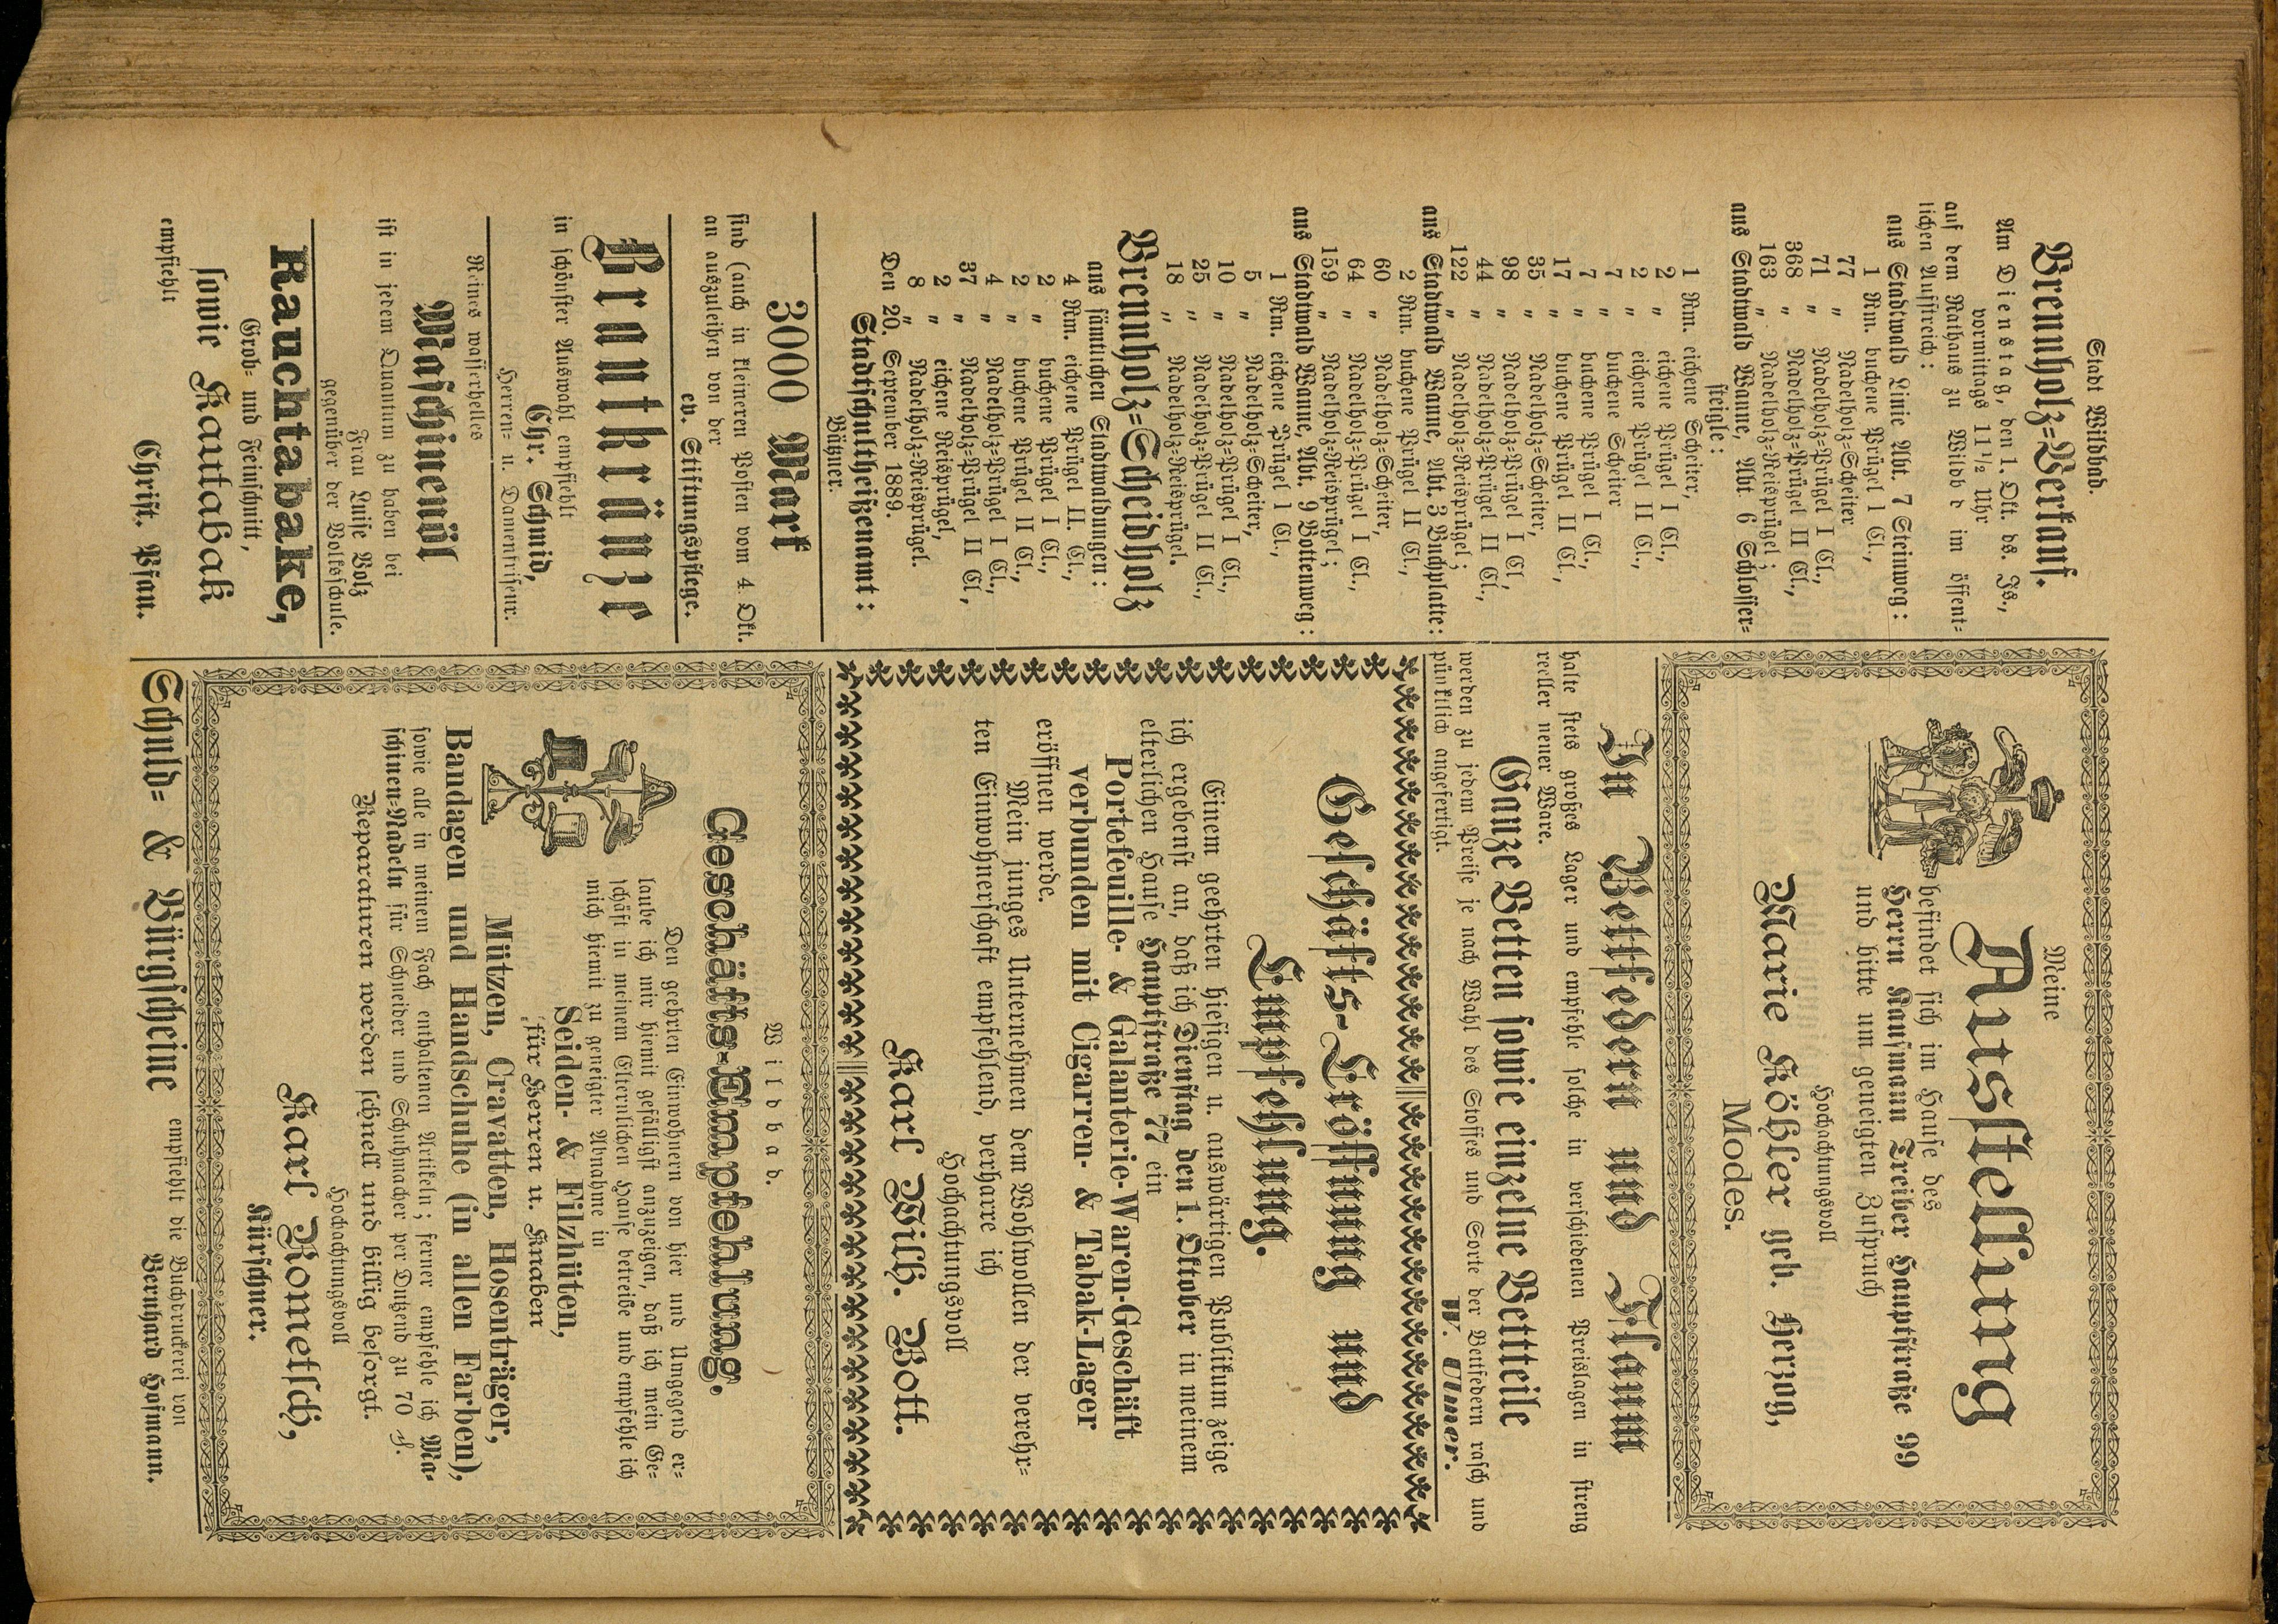 Stadt Wildbad.
Brennholz=Verkauf.
Am Dienstag, den 1. Okt. ds. Js.,
vormittags 11½ Uhr
auf dem Rathaus zu Wildb d im öffent=
lichen Aufstreich:
aus Stadtwald Linie Abt. 7 Steinweg:
1 Rm. buchene Prügel 1 Cl.,
77 „ Nadelholz=Scheiter
71 „ Nadelholz=Prügel I Cl.,
368 „ Nadelholz=Prügel II Cl.,
163 „ Nadelholz=Reisprügel;
aus Stadtwald Wanne, Abt 6 Schlosser=
steigle:
1 Rm. eichene Scheiter,
2 „ eichene Prügel I Cl.,
2 „ eichene Prügel II Cl.,
7 „ buchene Scheiter
7 „ buchene Prügel I Cl.,
17 „ buchene Prügel II Cl.,
35 „ Nadelholz=Scheiter,
98 „ Nadelholz=Prügel I Cl,
44 „ Nadelholz=Prügel II Cl.,
122 „ Nadelholz=Reisprügel;
aus Stadtwald Wanne, Abt. 3 Buchplatte:
2 Rm. buchene Prügel II Cl.,
60 „ Nadelholz=Scheiter,
64 „ Nadelholz=Prügel I Cl.,
159 „ Nadelholz=Reisprügel;
aus Stadwald Wanne, Abt. 9 Bottenweg:
1 Rm. eichene Prügel 1 Cl.,
5 „ Nadelholz=Scheiter,
10 „ Nadelholz=Prügel I Cl.,
25 „ Nadelholz=Prügel II Cl.,
18 „ Nadelholz=Reisprügel.
Brennholz=Scheidholz
aus sämtlichen Stadtwaldungen:
4 Rm. eichene Prügel II. Cl.,
2 „ buchene Prügel I Cl.,
2 „ buchene Prügel II Cl.,
4 „ Nadelholz=Prügel I Cl.,
37 „ Nadelholz=Prügel II Cl,
2 „ eichene Reisprügel,
8 „ Nadelholz=Reisprügel.
Den 20. September 1889.
Stadtschultheißenamt:
Bätzner.
3000 Mark
sind (auch in kleineren Posten vom 4. Okt.
an auszuleihen von der
ev. Stiftungspflege.
Brautkränze
in schönster Auswahl empfiehlt
Chr. Schmid,
Herren= u. Damenfriseur.
Reines wasserhelles
Maschinenöl
ist in jedem Quantum zu haben bei
Frau Luise Bolz
gegenüber der Volksschule.
Rauchtabake,
Grob= und Feinschnitt,
sowie Kautabak
empfiehlt
Christ. Pfau.
Meine
Ausstellung
befindet sich im Hause des
Herrn Kaufmann Treiber Hauptstraße 99
und bitte um geneigten Zuspruch
Hochachtungsvoll
Marie Köhler geb. Herzog,
Modes.
In Bettfedern und Flaum
halte stets großes Lager und empfehle solche in verschiedenen Preislagen in streng
reeller neuer Ware.
Ganze Betten sowie einzelne Bettteile
werden zu jedem Preise je nach Wahl des Stoffes und Sorte der Bettfedern rasch und
pünktlich angefertigt.
W. Ulmer.
Geschäfts-Eröffnung und
Empfehlung.
Einem geehrten hiesigen u. auswärtigen Publikum zeige
ich ergebenst an, daß ich Dienstag den 1. Oktober in meinem
elterlichen Hause Hauptstraße 77 ein
Portefeuille- & Galanterie-Waren-Geschäft
verbunden mit Cigarren- & Tabak-Lager
eröffnen werde.
Mein junges Unternehmen dem Wohlwollen der verehr=
ten Einwohnerschaft empfehlend, verharre ich
Hochachtungsvoll
Karl Wilh. Bott.
Wildbad.
Geschäfts-Empfehlung.
Den geehrten Einwohnern von hier und Umgegend er=
laube ich mir hiemit gefälligst anzuzeigen, daß ich mein Ge=
schäft in meinem Elternlichen Hause betreibe und empfehle ich
mich hiemit zu geneigter Abnahme in
Seiden- & Filzhüten,
für Herren u. Knaben
Mützen, Cravatten, Hosenträger,
Bandagen und Handschuhe (in allen Farben),
sowie alle in meinem Fach enthaltenen Artikeln; ferner empfehle ich Ma-
schinen=Nadeln für Schneider und Schuhmacher per Dutzend zu 70 ₰.
Reparaturen werden schnell und billig besorgt.
Hochachtungsvoll
Karl Rometsch,
Kürschner.
Schuld= & Bürgscheine empfiehlt die Buchdruckerei von
Bernhard Hofmann.